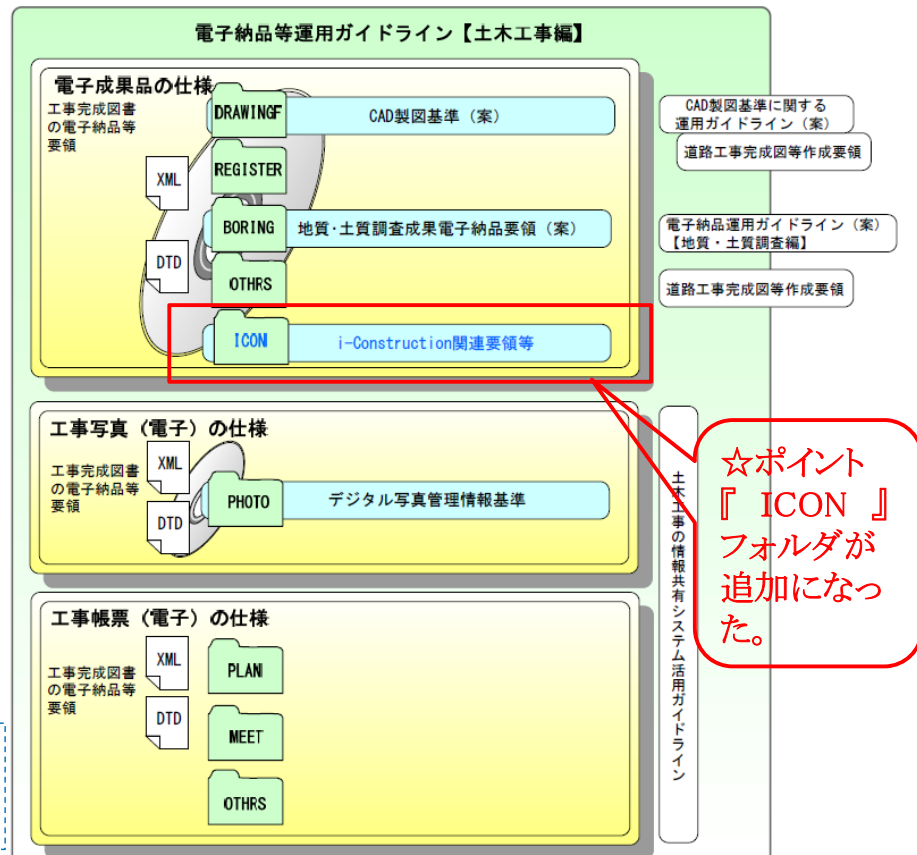 電子納品等運用ガイドライン【土木工事編】
電子成果品の仕様
工事完成図書
の電子納品等
要領
XML
DTD
DRAWINGF
CAD製図基準（案）
REGISTER
BORING
地質・土質調査成果電子納品要領（案）
OTHRS
ICON
i-Construction関連要領等
CAD製図基準に関する
運用ガイドライン（案）
道路工事完成図等作成要領
電子納品運用ガイドライン（案）
【地質・土質調査編】
道路工事完成図等作成要領
工事写真（電子）の仕様
工事完成図書
の電子納品等
要領
XML
DTD
PHOTO
デジタル写真管理情報基準
工事帳票（電子）の仕様
工事完成図書
の電子納品等
要領
XML
DTD
PLAN
MEET
OTHRS
土木工事の情報共有システム活用ガイドライン
☆ポイント
『 ICON 』
フォルダが
追加になっ
た。